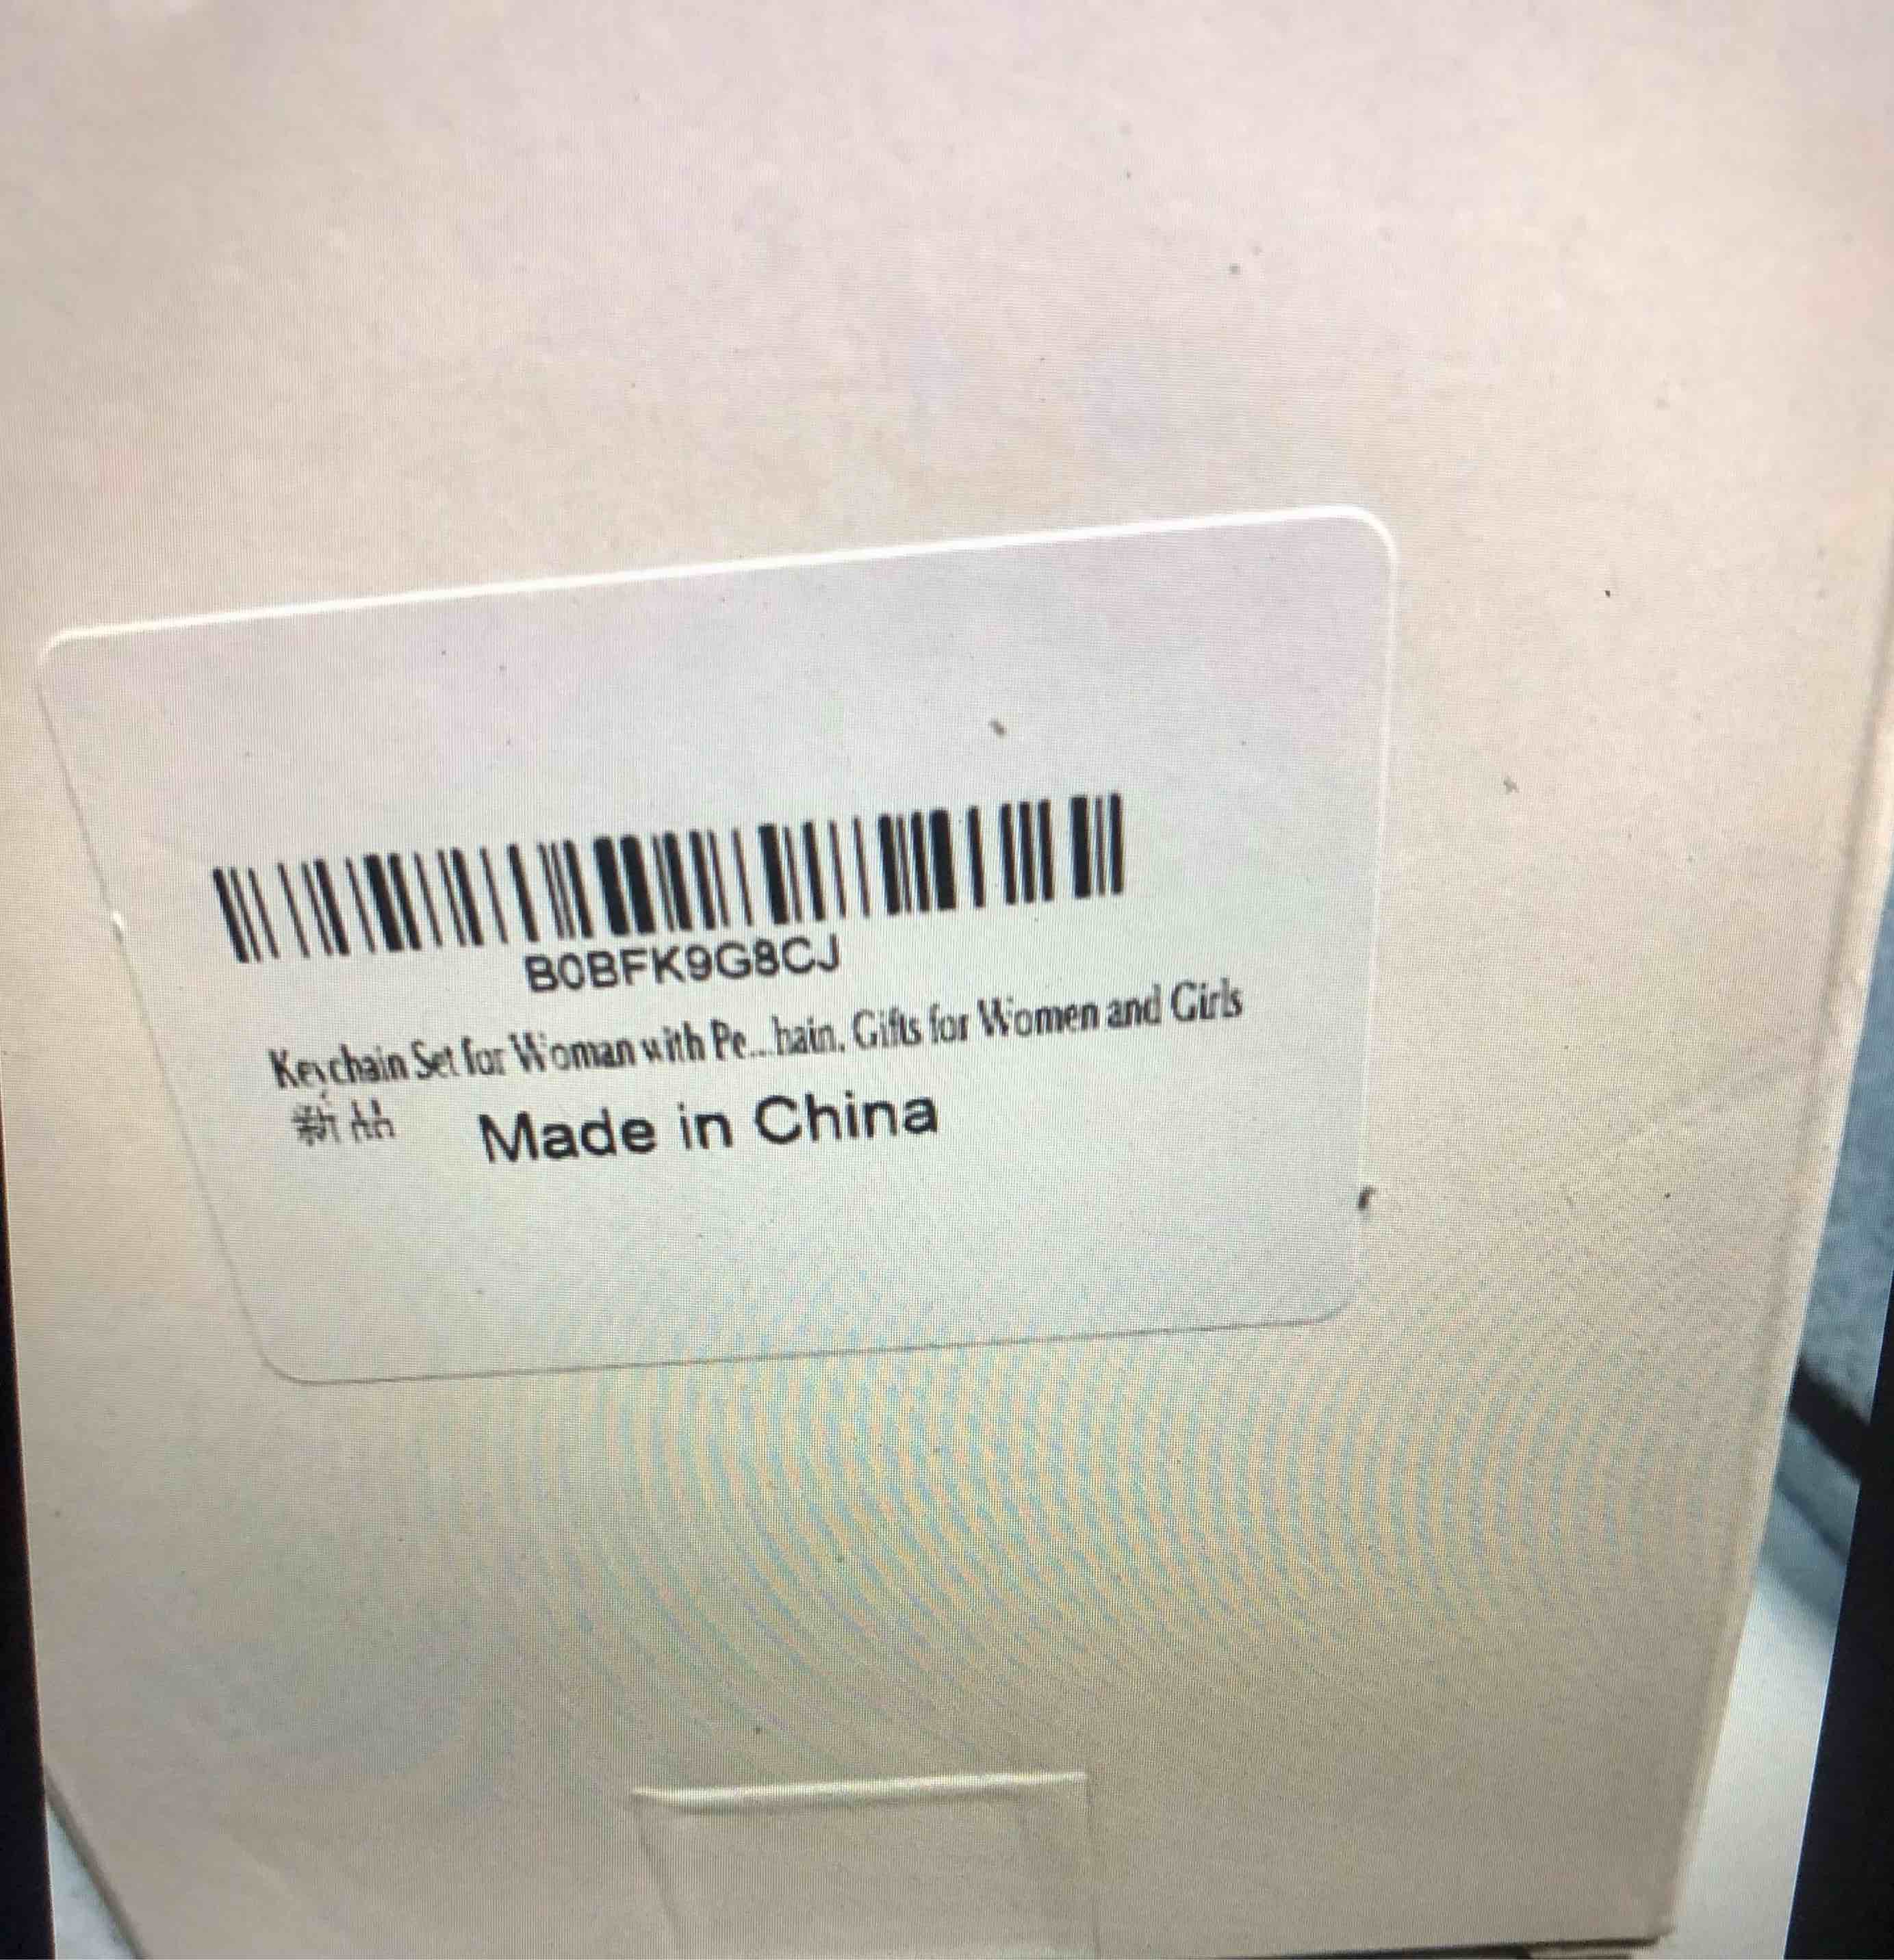 B0BFK9G8CJ
Keychain Set for Woman with Pe...hain, Gifts for Women and Girls
新品 Made in China